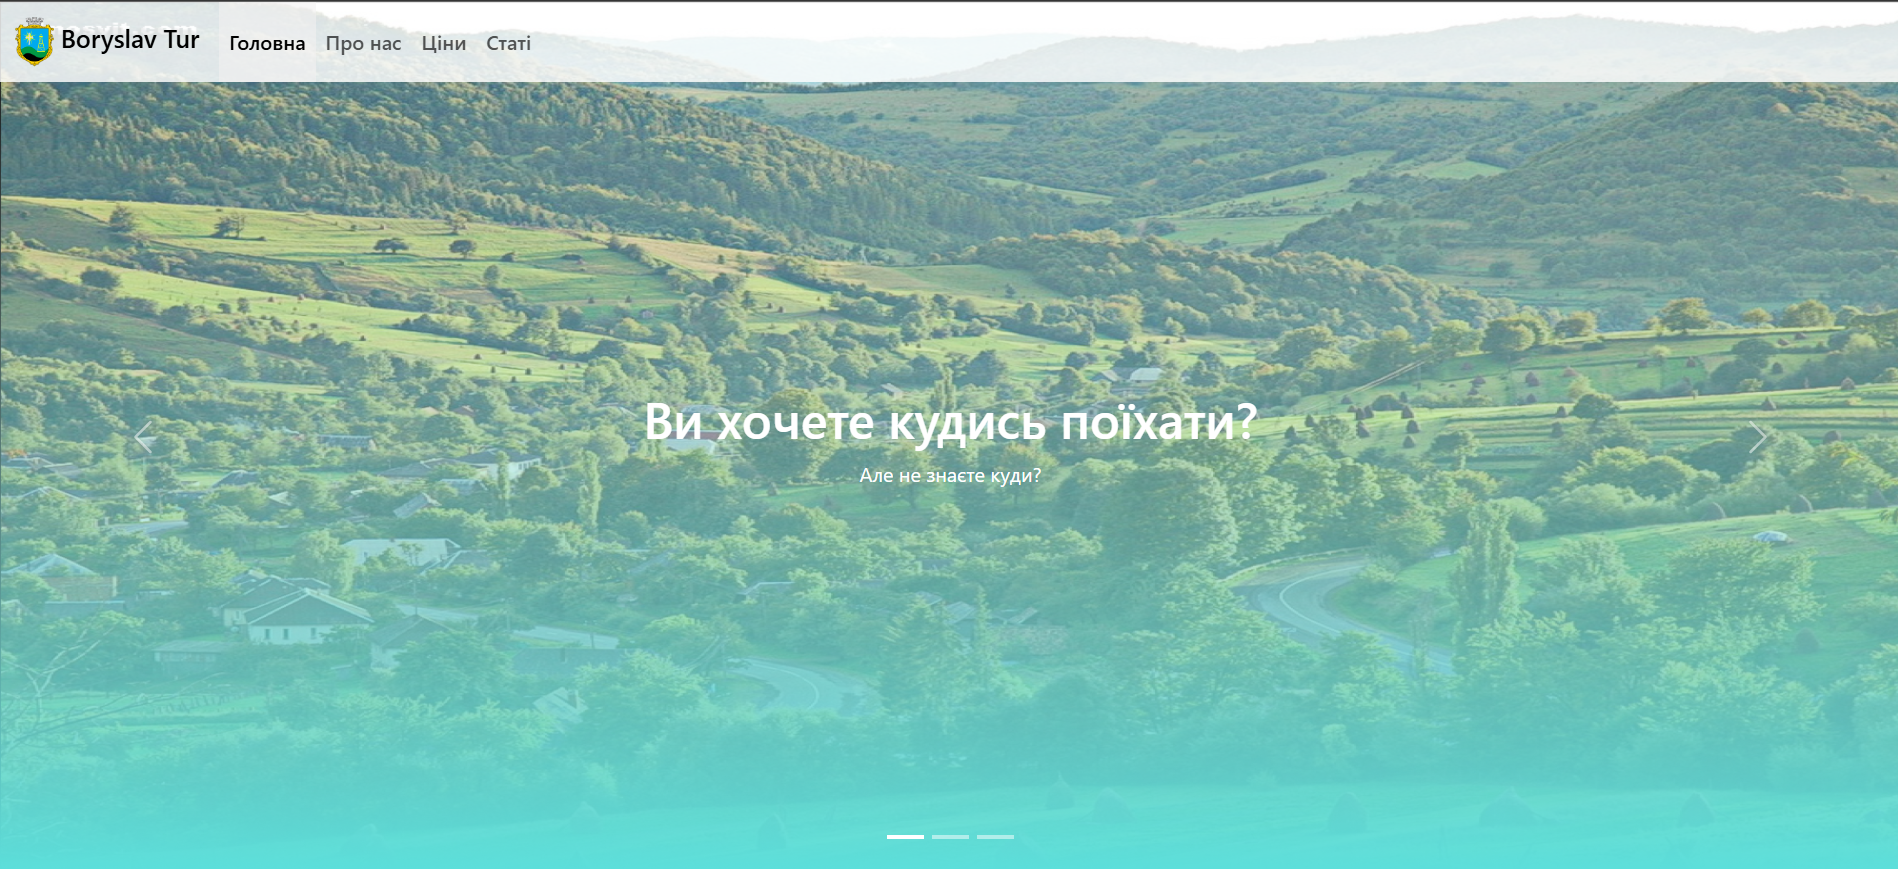 Boryslav Tur
Головна Про нас Ціни Статі
Ви хочете кудись поїхати?
Але не знаєте куди?